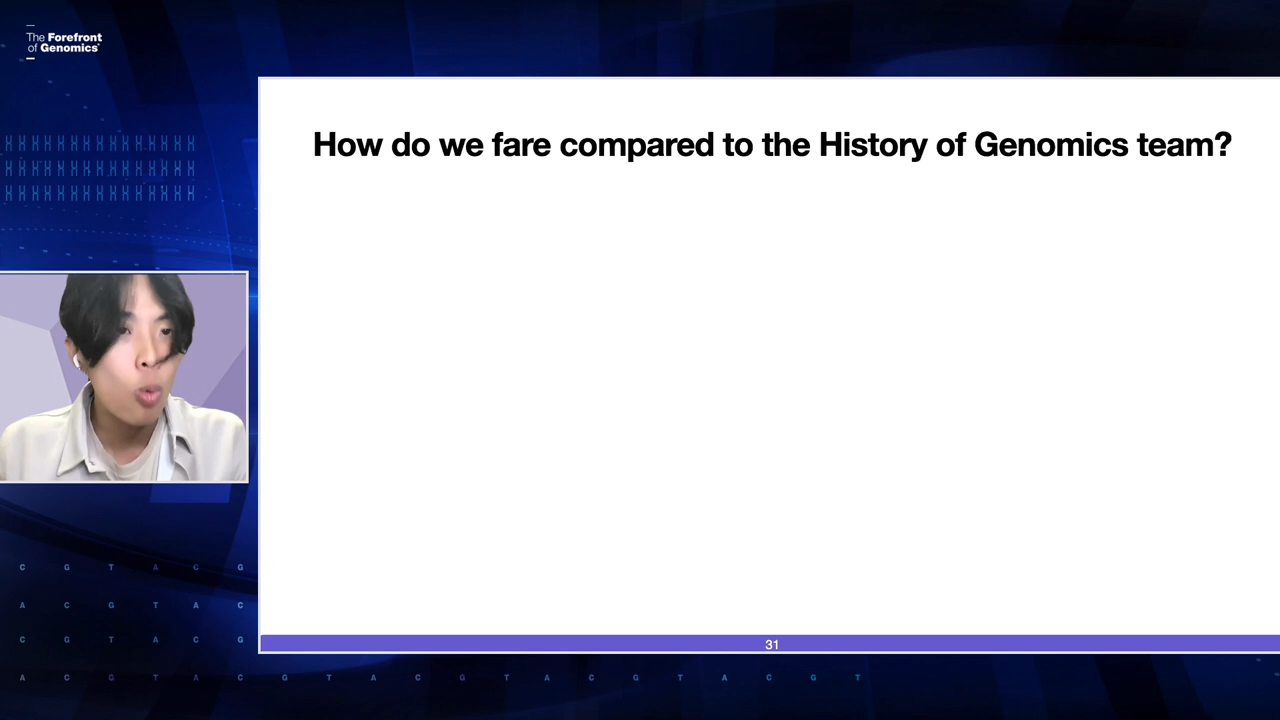 The Forefront
of Genomics®
How do we fare compared to the History of Genomics team?
31
C G T A C G
A C G T A C
C G T A C G
A C G T A C G T A C G T A C G T A C G T